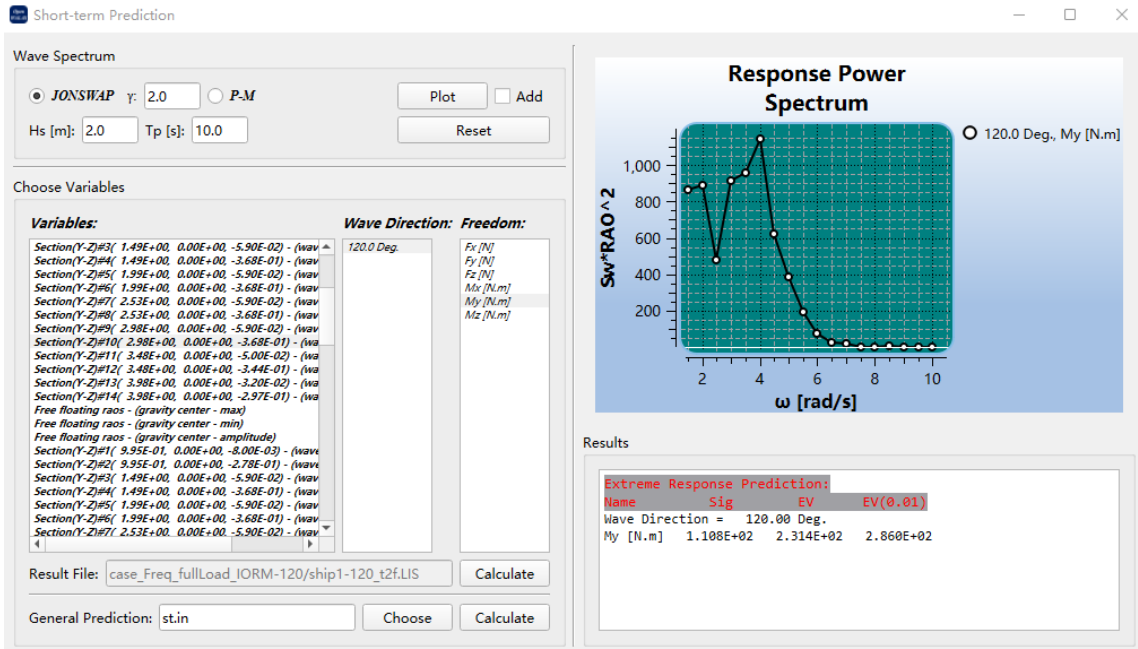 Short-term Prediction
Wave Spectrum
JONSWAP γ: 2.0 P-M Plot Add
Hs [m]: 2.0 Tp [s]: 10.0 Reset
Choose Variables
Variables: Wave Direction: Freedom:
Section(Y-Z)#3( 1.49E+00, 0.00E+00, -5.90E-02) - (wav
Section(Y-Z)#4( 1.49E+00, 0.00E+00, -3.68E-01) - (wav
Section(Y-Z)#5( 1.99E+00, 0.00E+00, -5.90E-02) - (wav
Section(Y-Z)#6( 1.99E+00, 0.00E+00, -3.68E-01) - (wav
Section(Y-Z)#7( 2.53E+00, 0.00E+00, -5.90E-02) - (wav
Section(Y-Z)#8( 2.53E+00, 0.00E+00, -3.68E-01) - (wav
Section(Y-Z)#9( 2.98E+00, 0.00E+00, -5.90E-02) - (wav
Section(Y-Z)#10( 2.98E+00, 0.00E+00, -3.68E-01) - (wa
Section(Y-Z)#11( 3.48E+00, 0.00E+00, -5.00E-02) - (wa
Section(Y-Z)#12( 3.48E+00, 0.00E+00, -3.44E-01) - (wa
Section(Y-Z)#13( 3.98E+00, 0.00E+00, -3.20E-02) - (wa
Section(Y-Z)#14( 3.98E+00, 0.00E+00, -2.97E-01) - (wa
Free floating raos - (gravity center - max)
Free floating raos - (gravity center - min)
Free floating raos - (gravity center - amplitude)
Section(Y-Z)#1( 9.95E-01, 0.00E+00, -8.00E-03) - (wave
Section(Y-Z)#2( 9.95E-01, 0.00E+00, -2.78E-01) - (wave
Section(Y-Z)#3( 1.49E+00, 0.00E+00, -5.90E-02) - (wav
Section(Y-Z)#4( 1.49E+00, 0.00E+00, -3.68E-01) - (wav
Section(Y-Z)#5( 1.99E+00, 0.00E+00, -5.90E-02) - (wav
Section(Y-Z)#6( 1.99E+00, 0.00E+00, -3.68E-01) - (wav
Section(Y-Z)#7( 2.53E+00, 0.00E+00, -5.90E-02) - (wav
120.0 Deg.
Fx [N]
Fy [N]
Fz [N]
Mx [N.m]
My [N.m]
Mz [N.m]
Result File: case_Freq_fullLoad_IORM-120/ship1-120_t2f.LIS Calculate
General Prediction: st.in Choose Calculate
Response Power
Spectrum
120.0 Deg., My [N.m]
Sw*RAO^2
1,000
800
600
400
200
2 4 6 8 10
ω [rad/s]
Results
Extreme Response Prediction:
Name Sig EV EV(0.01)
Wave Direction = 120.00 Deg.
My [N.m] 1.108E+02 2.314E+02 2.860E+02